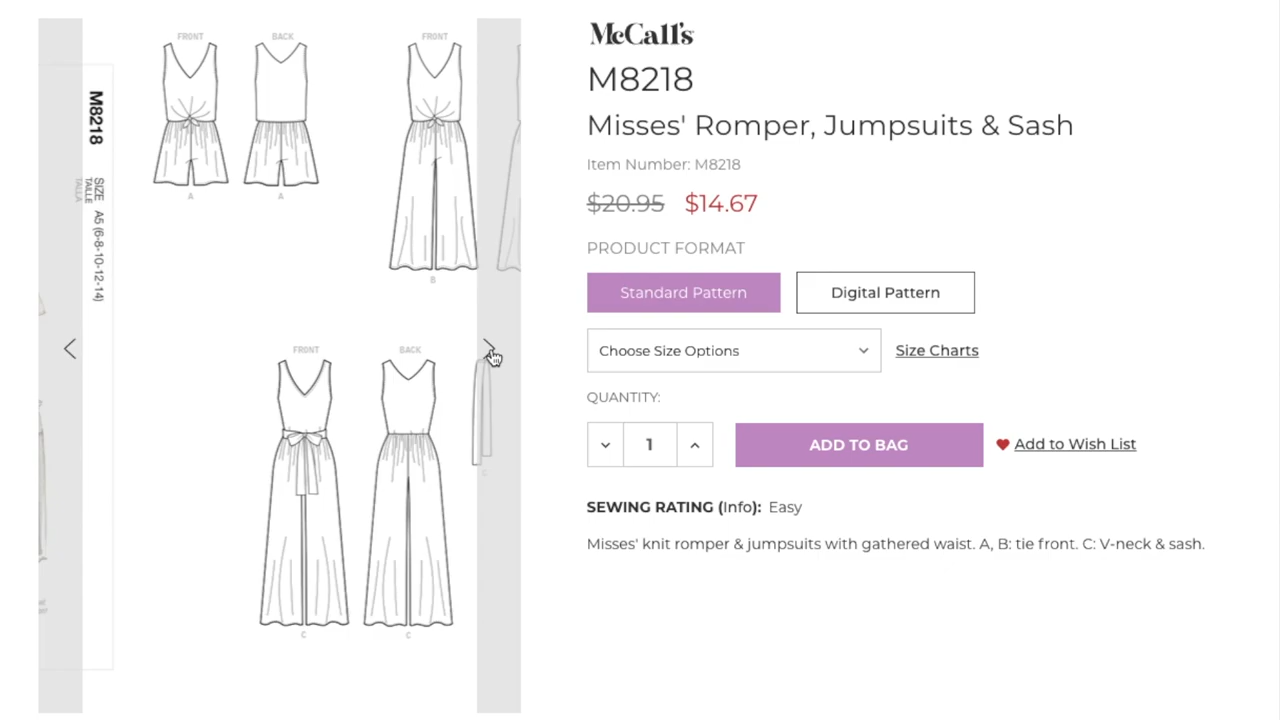 FRONT
BACK
FRONT
M8218
SIZE A5 (6-8-10-12-14)
TAILLE
TALLA
A
A
B
FRONT
BACK
C
C
C
McCall's
M8218
Misses' Romper, Jumpsuits & Sash
Item Number: M8218
$20.95 $14.67
PRODUCT FORMAT
Standard Pattern
Digital Pattern
Choose Size Options
Size Charts
QUANTITY:
1
ADD TO BAG
Add to Wish List
SEWING RATING (Info): Easy
Misses' knit romper & jumpsuits with gathered waist. A, B: tie front. C: V-neck & sash.